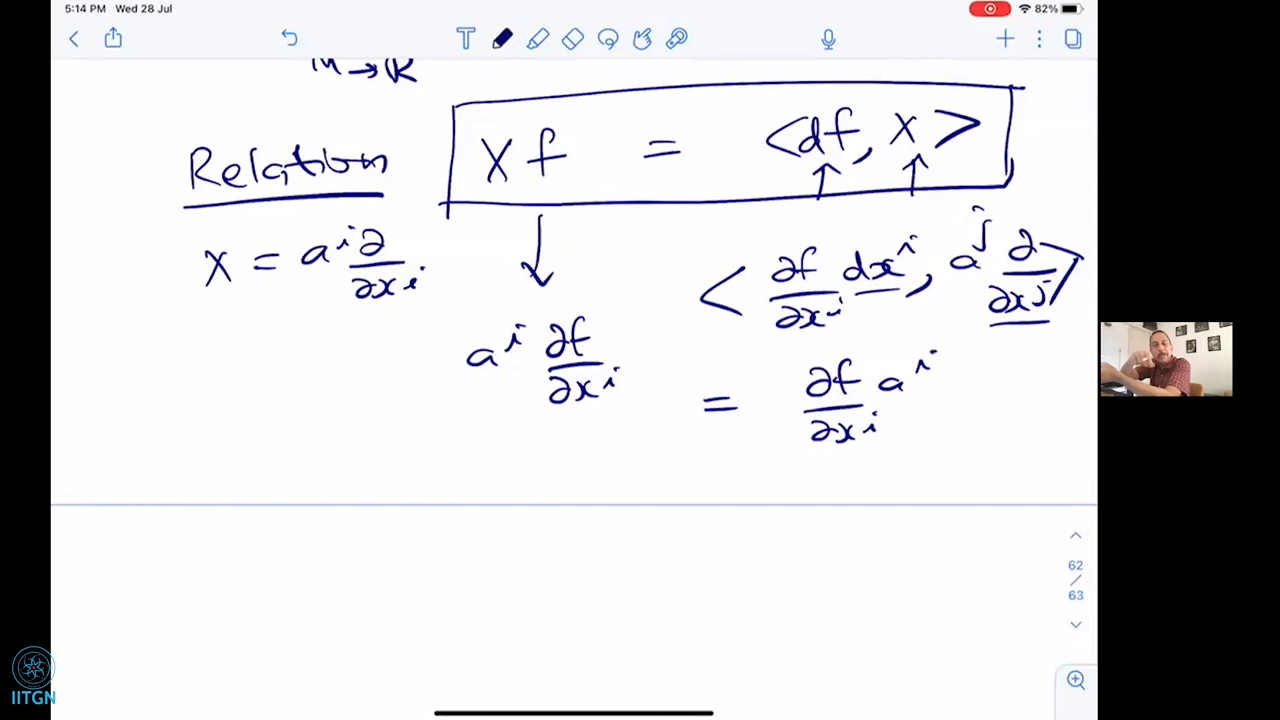 5:14 PM Wed 28 Jul
82%
M → ℝ
Relation
Xf = <df, X>
X = aⁱ ∂/∂xⁱ
< ∂f/∂xⁱ dxⁱ, aʲ ∂/∂xʲ >
aⁱ ∂f/∂xⁱ
= ∂f/∂xⁱ aⁱ
62
/
63
IITGN